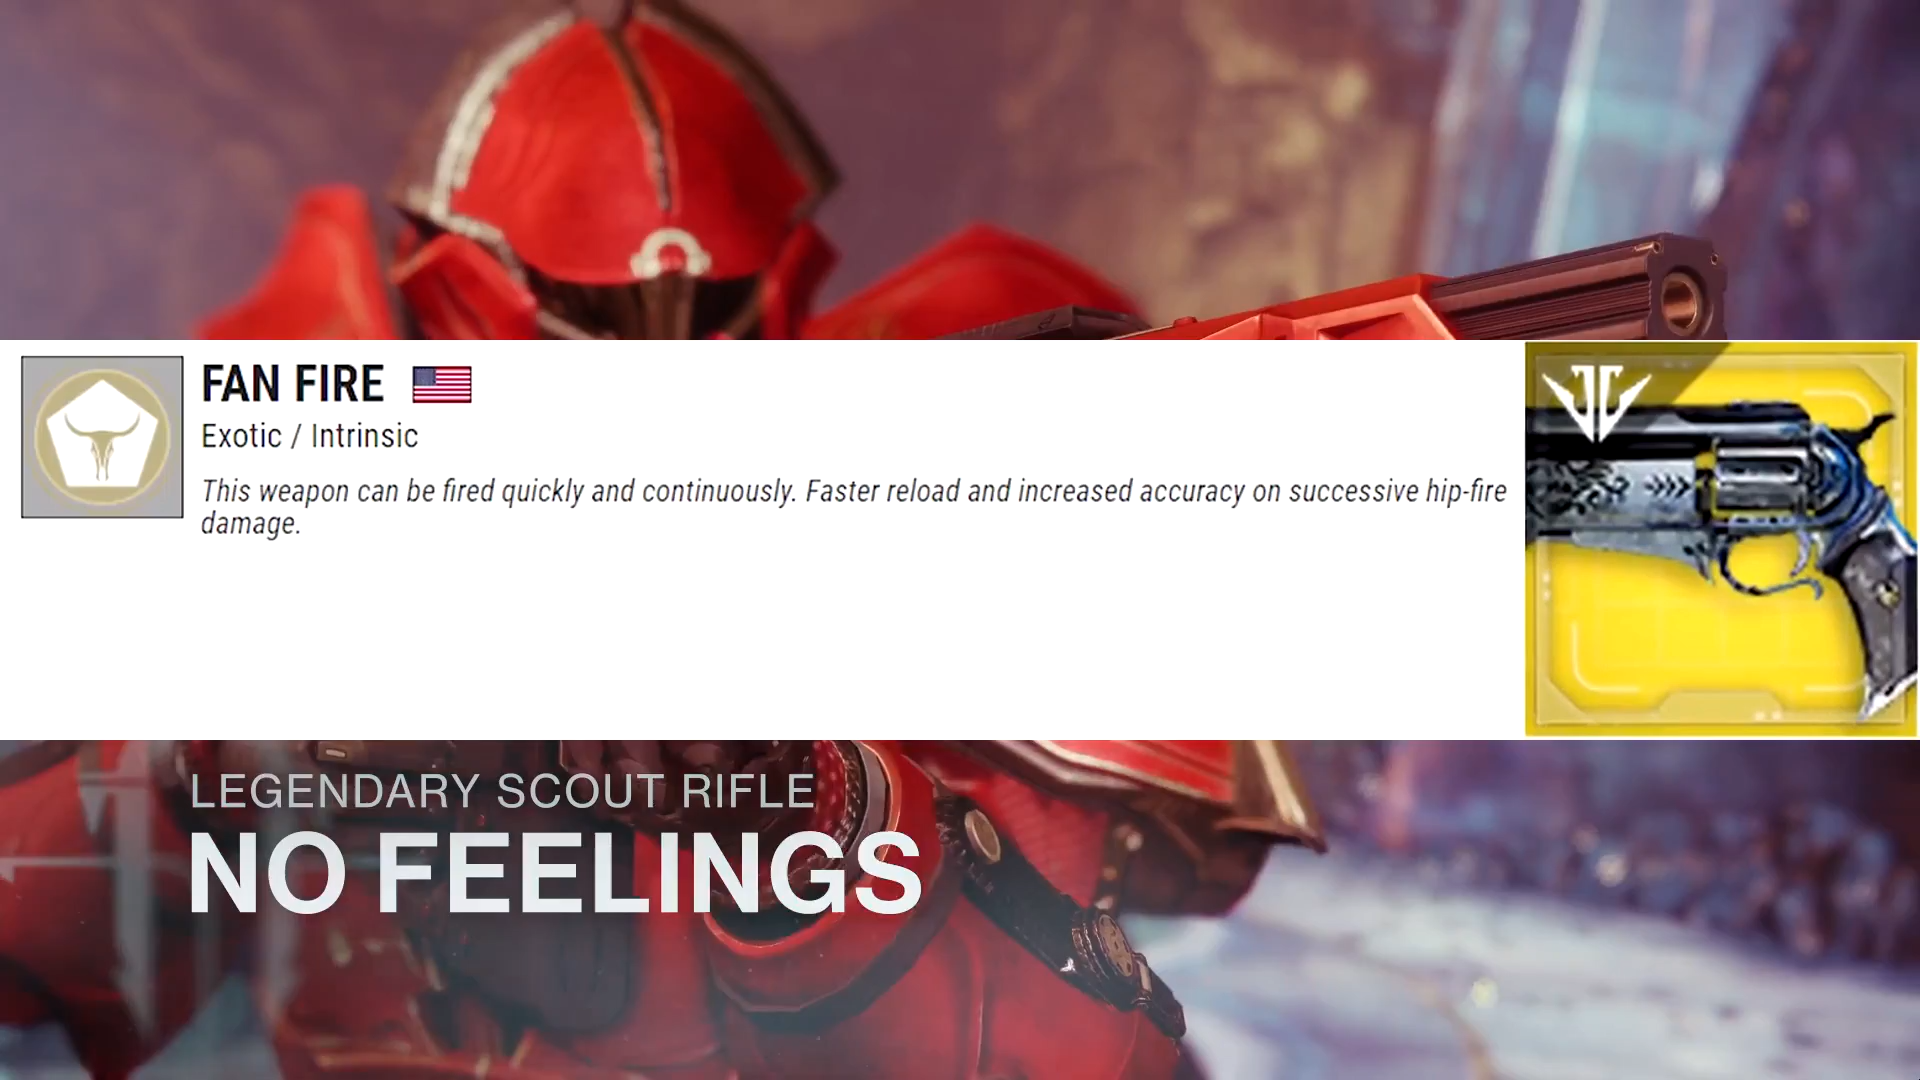 FAN FIRE
Exotic / Intrinsic
This weapon can be fired quickly and continuously. Faster reload and increased accuracy on successive hip-fire
damage.
LEGENDARY SCOUT RIFLE
NO FEELINGS